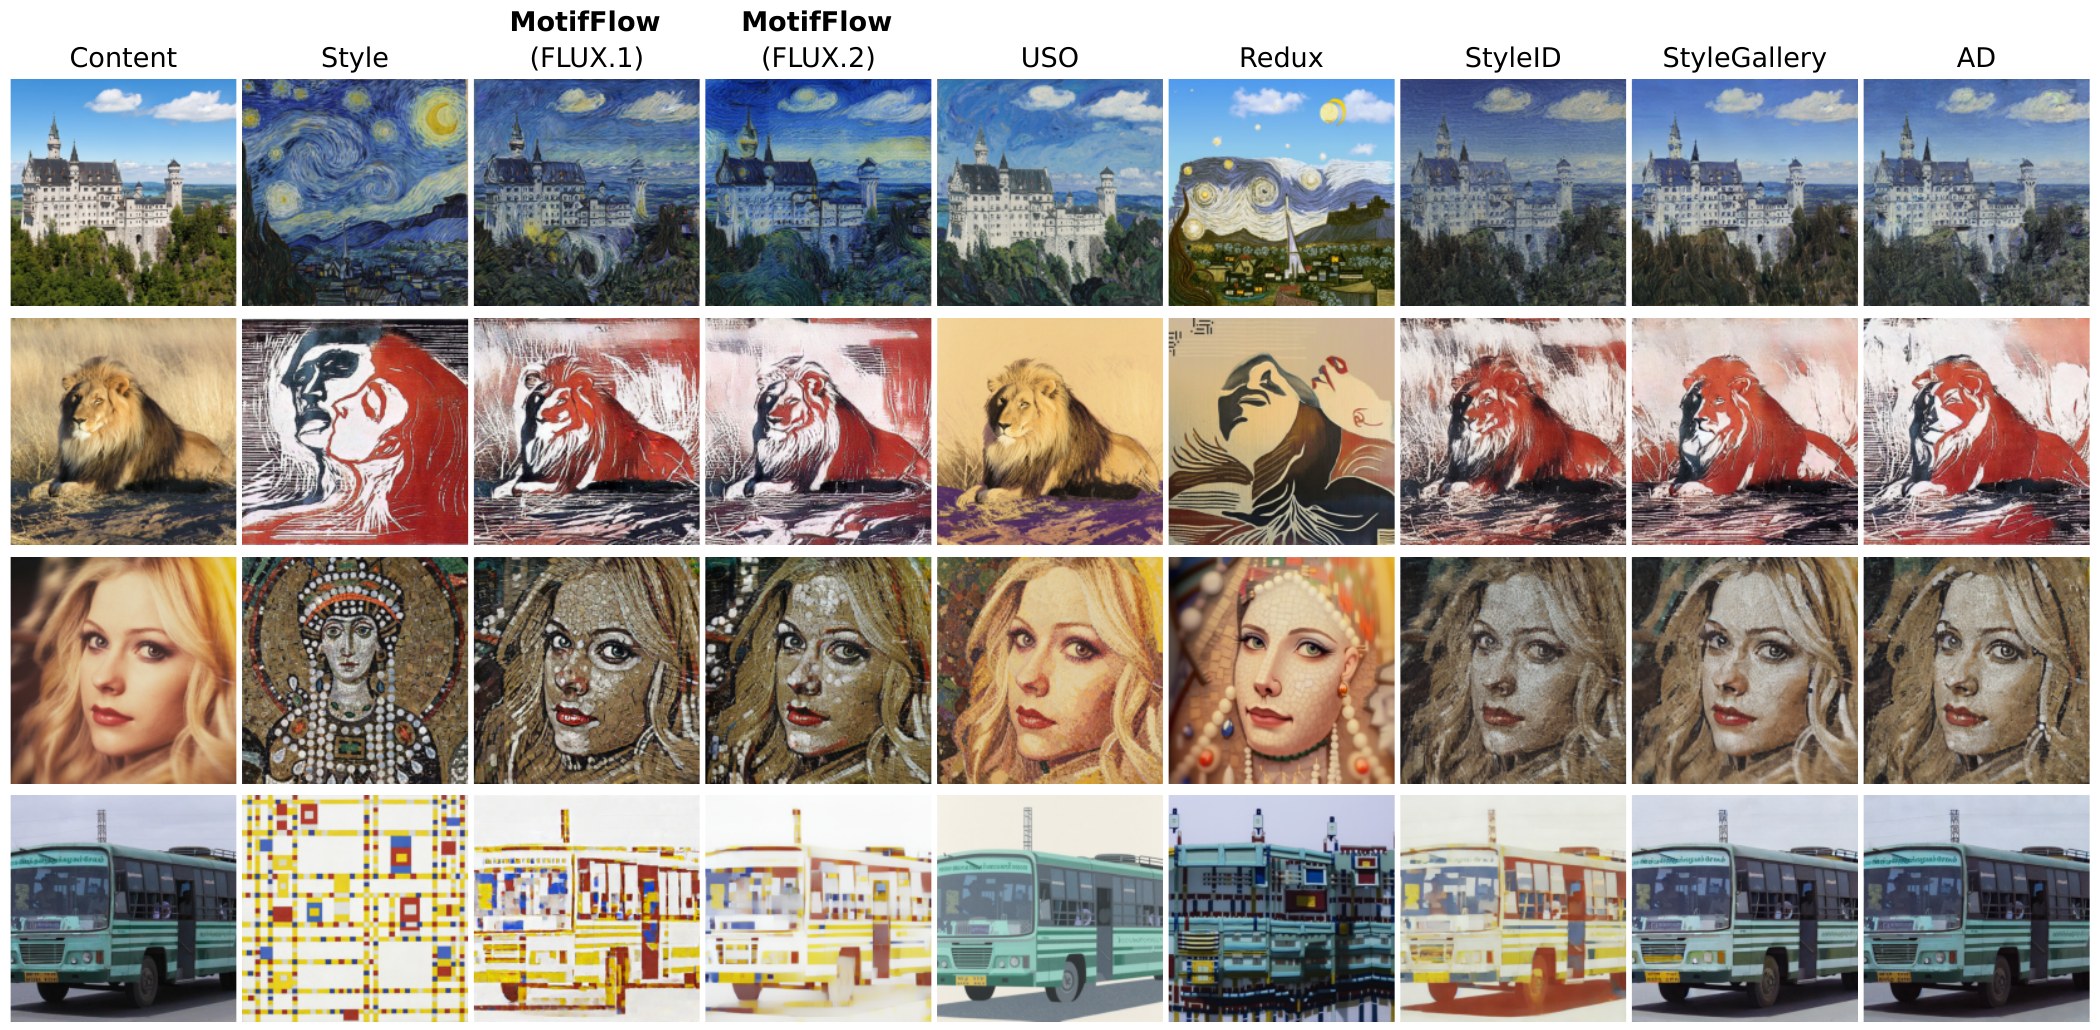 MotifFlow MotifFlow
Content Style (FLUX.1) (FLUX.2) USO Redux StyleID StyleGallery AD